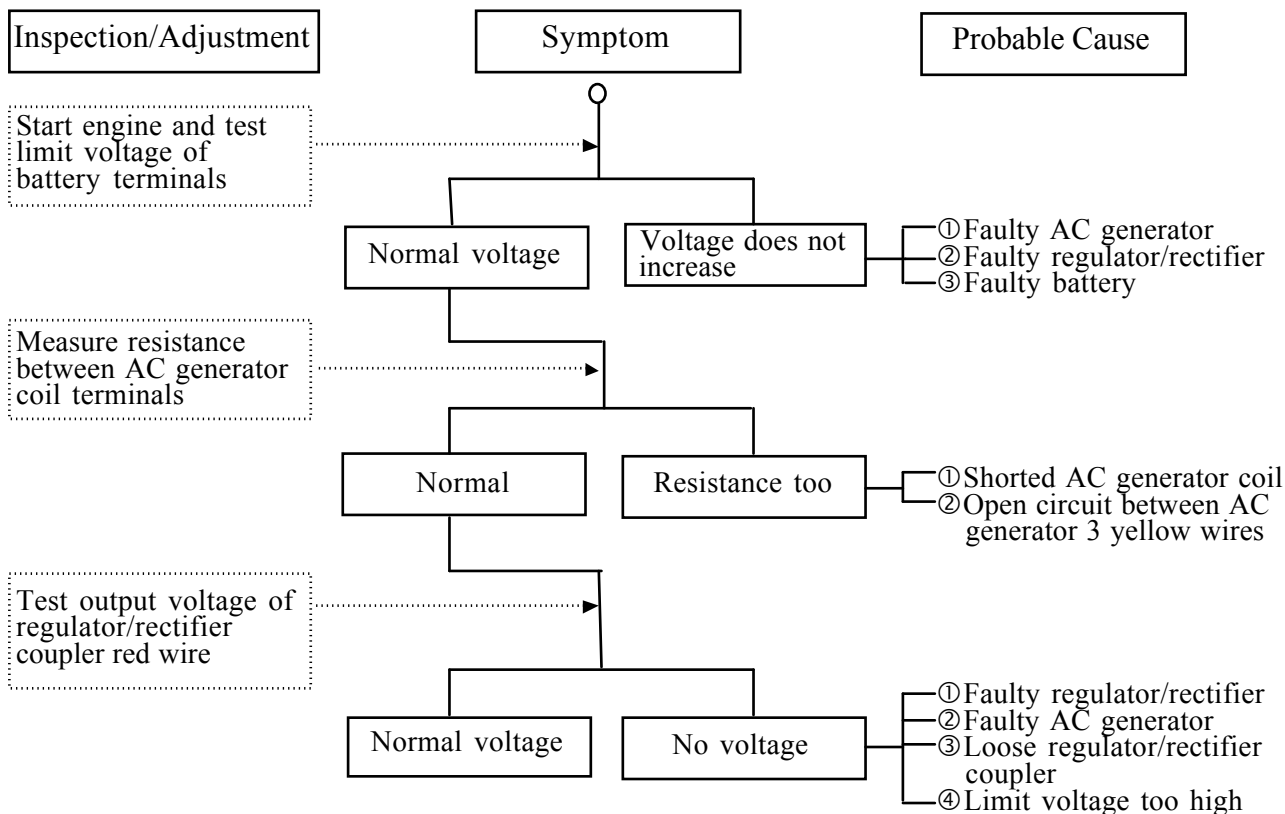 Inspection/Adjustment
Symptom
Probable Cause
Start engine and test
limit voltage of
battery terminals
Normal voltage
Voltage does not
increase
①Faulty AC generator
②Faulty regulator/rectifier
③Faulty battery
Measure resistance
between AC generator
coil terminals
Normal
Resistance too
①Shorted AC generator coil
②Open circuit between AC
generator 3 yellow wires
Test output voltage of
regulator/rectifier
coupler red wire
Normal voltage
No voltage
①Faulty regulator/rectifier
②Faulty AC generator
③Loose regulator/rectifier
coupler
④Limit voltage too high